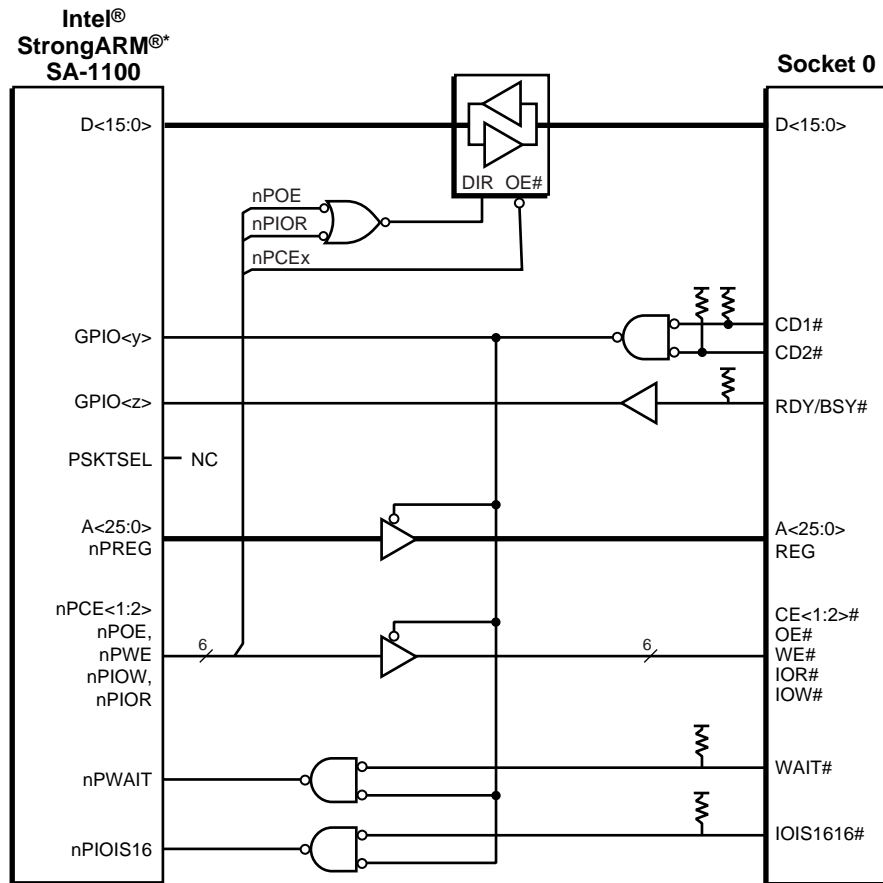 Intel®
StrongARM®*
SA-1100
Socket 0
D<15:0>
D<15:0>
DIR OE#
nPOE
nPIOR
nPCEx
GPIO<y>
CD1#
CD2#
GPIO<z>
RDY/BSY#
PSKTSEL
NC
A<25:0>
nPREG
A<25:0>
REG
nPCE<1:2>
nPOE,
nPWE
nPIOW,
nPIOR
6
6
CE<1:2>#
OE#
WE#
IOR#
IOW#
nPWAIT
WAIT#
nPIOIS16
IOIS1616#